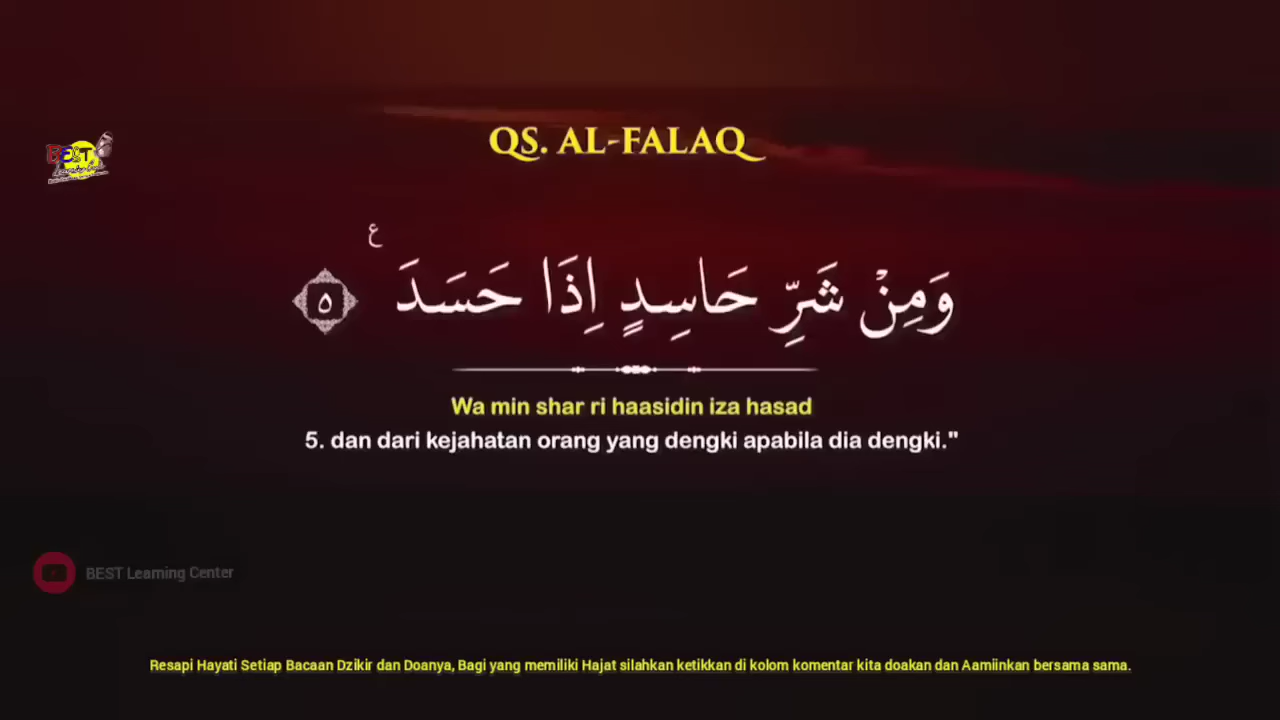 QS. AL-FALAQ
BEST
ع
وَمِنْ شَرِّ حَاسِدٍ اِذَا حَسَدَ ٥
Wa min shar ri haasidin iza hasad
5. dan dari kejahatan orang yang dengki apabila dia dengki."
BEST Learning Center
Resapi Hayati Setiap Bacaan Dzikir dan Doanya, Bagi yang memiliki Hajat silahkan ketikkan di kolom komentar kita doakan dan Aamiinkan bersama sama.